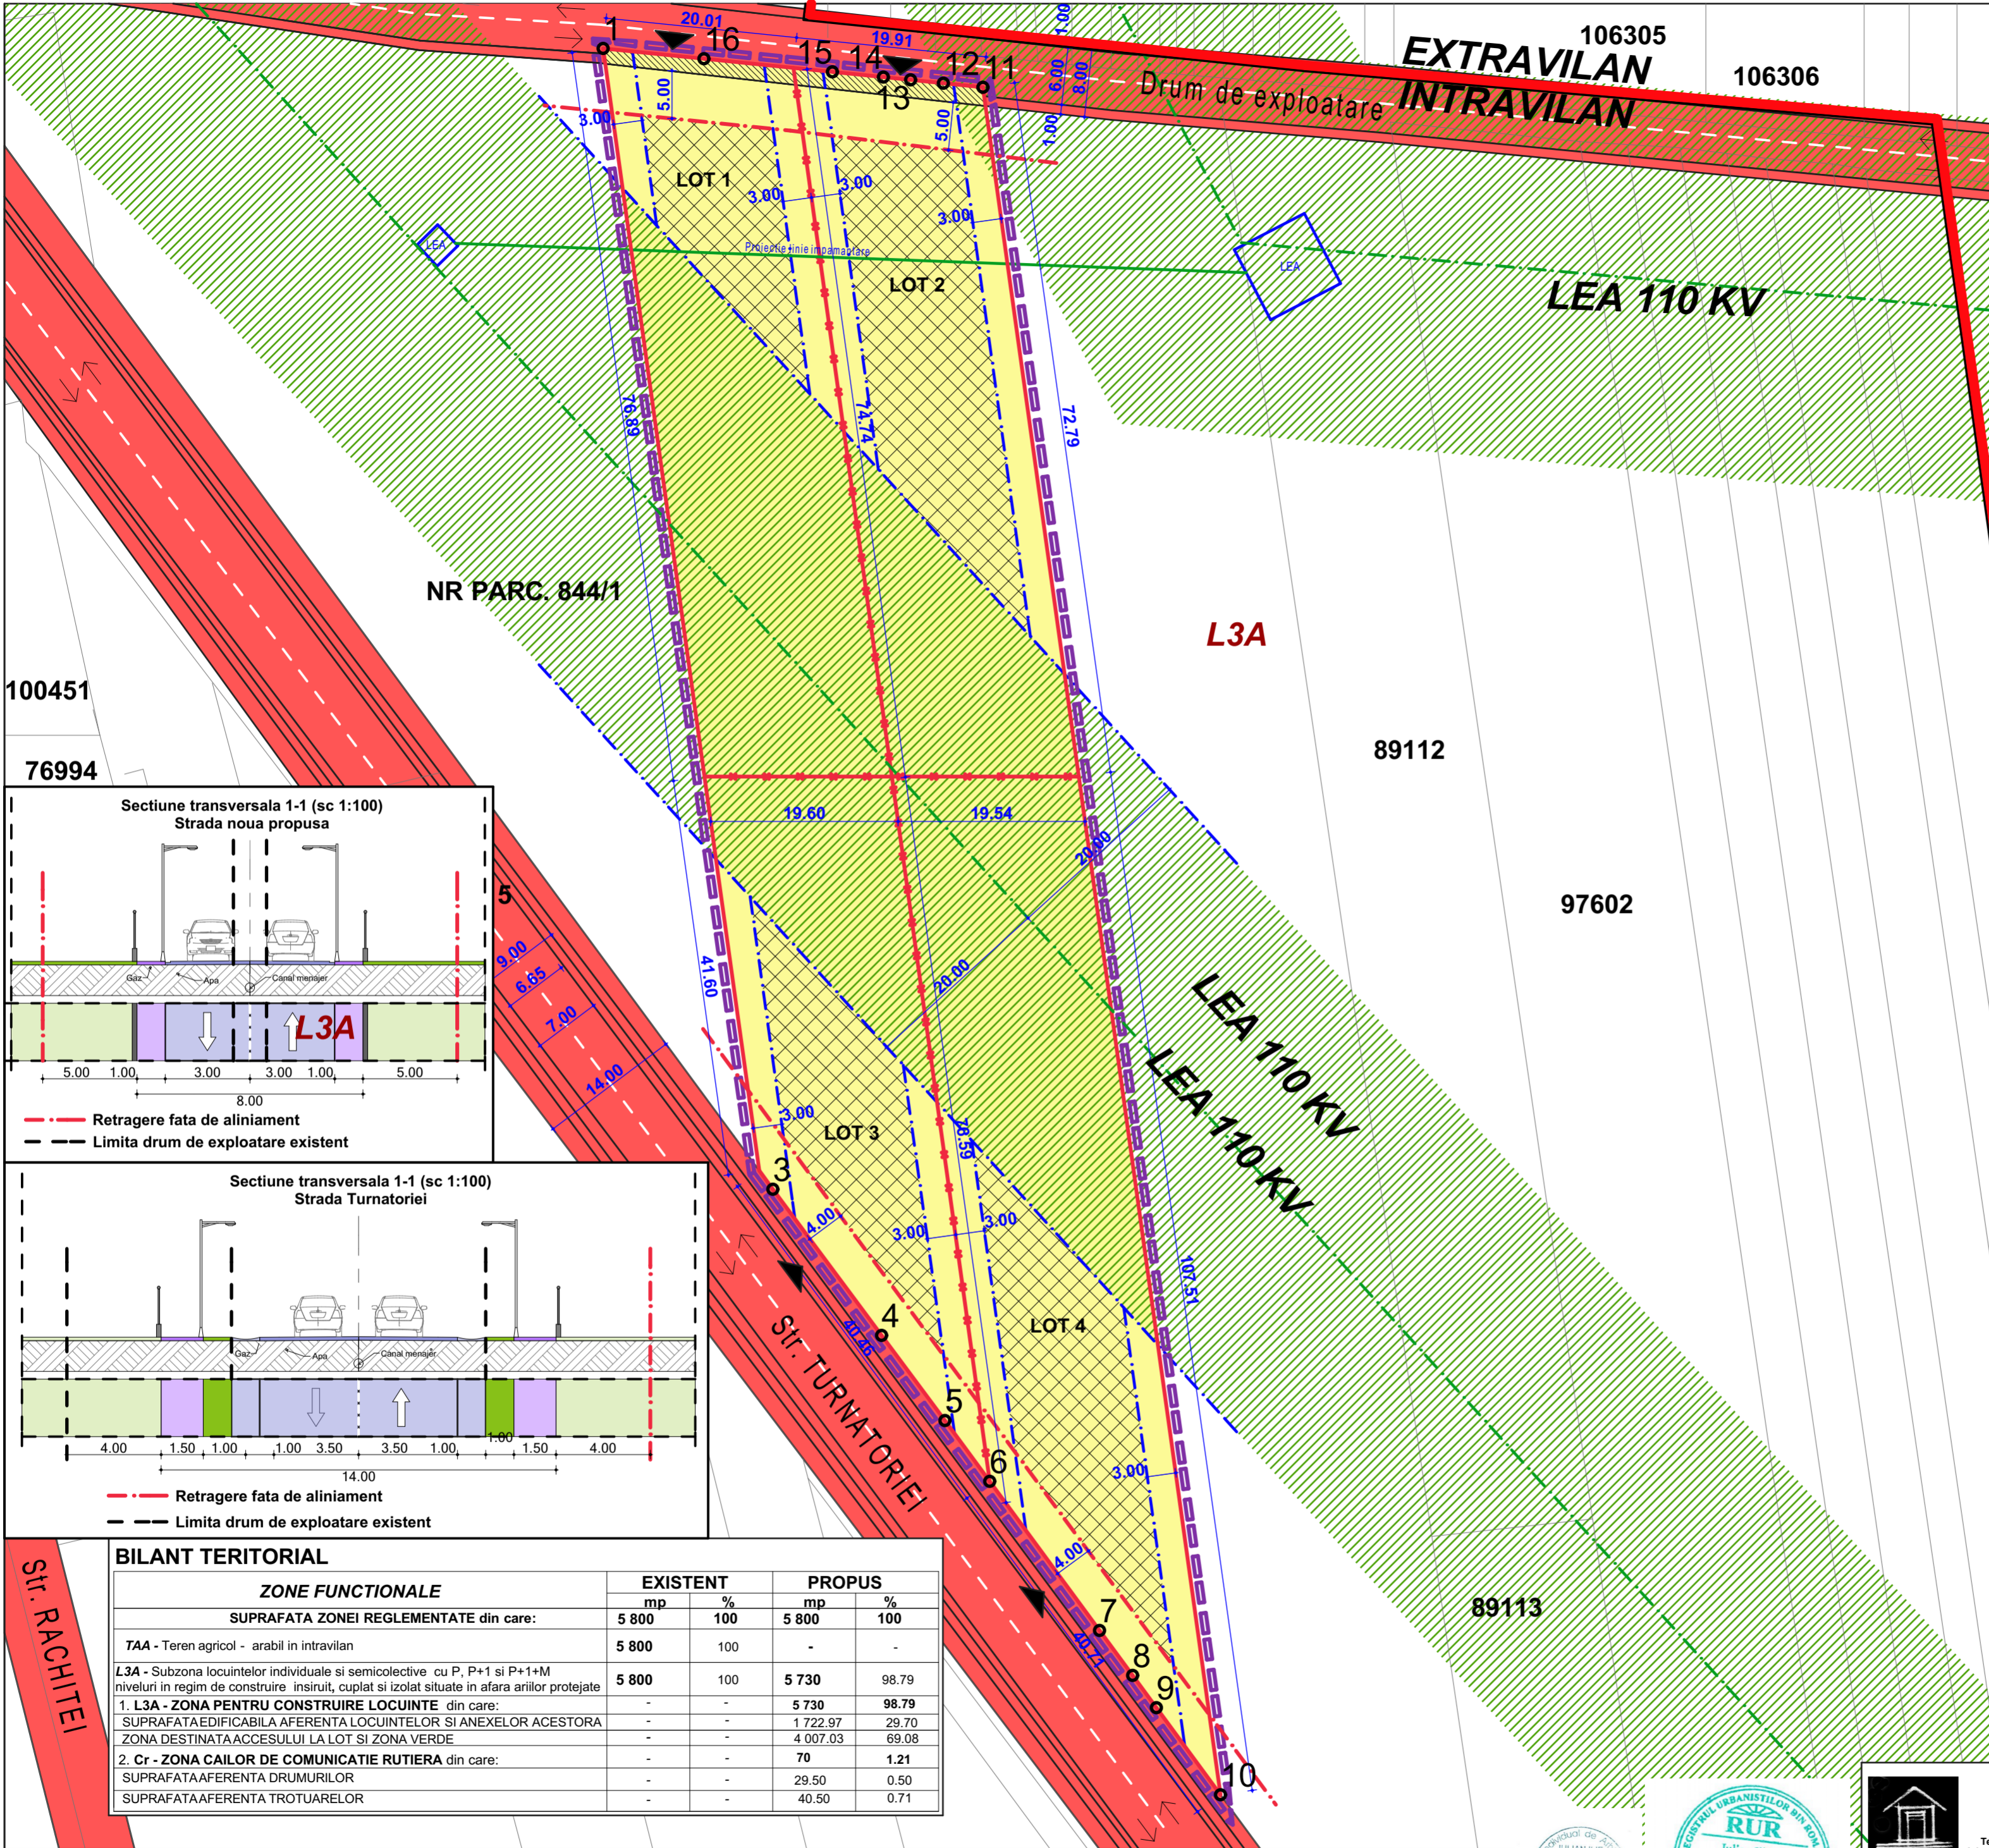 EXTRAVILAN
INTRAVILAN
106305
106306
Drum de exploatare
1
16
15
14
13
12
11
20.01
19.91
1.00
6.00
8.00
1.00
5.00
5.00
3.00
LOT 1
3.00
3.00
3.00
LEA
Proiectie linie impamantare
LEA
LOT 2
LEA 110 KV
76.89
74.74
72.79
NR PARC. 844/1
L3A
100451
76994
89112
19.60
19.54
20.00
97602
5
9.00
6.65
7.00
14.00
41.60
20.00
LEA 110 KV
LEA 110 KV
3.00
LOT 3
76.59
3
4.00
3.00
3.00
107.51
4
40.46
LOT 4
Str. TURNATORIEI
5
6
3.00
4.00
7
40.71
8
9
10
89113
Str. RACHITEI
Sectiune transversala 1-1 (sc 1:100)
Strada noua propusa
Gaz
Apa
Canal menajer
L3A
5.00 1.00 3.00 3.00 1.00 5.00
8.00
Retragere fata de aliniament
Limita drum de exploatare existent
Sectiune transversala 1-1 (sc 1:100)
Strada Turnatoriei
Gaz
Apa
Canal menajer
4.00 1.50 1.00 1.00 3.50 3.50 1.00 1.00 1.50 4.00
14.00
Retragere fata de aliniament
Limita drum de exploatare existent
BILANT TERITORIAL
ZONE FUNCTIONALE EXISTENT PROPUS
mp % mp %
SUPRAFATA ZONEI REGLEMENTATE din care: 5 800 100 5 800 100
TAA - Teren agricol - arabil in intravilan 5 800 100 - -
L3A - Subzona locuintelor individuale si semicolective cu P, P+1 si P+1+M
niveluri in regim de construire insiruit, cuplat si izolat situate in afara ariilor protejate 5 800 100 5 730 98.79
1. L3A - ZONA PENTRU CONSTRUIRE LOCUINTE din care: - - 5 730 98.79
SUPRAFATA EDIFICABILA AFERENTA LOCUINTELOR SI ANEXELOR ACESTORA - - 1 722.97 29.70
ZONA DESTINATA ACCESULUI LA LOT SI ZONA VERDE - - 4 007.03 69.08
2. Cr - ZONA CAILOR DE COMUNICATIE RUTIERA din care: - - 70 1.21
SUPRAFATA AFERENTA DRUMURILOR - - 29.50 0.50
SUPRAFATA AFERENTA TROTUARELOR - - 40.50 0.71
REGISTRUL URBANISTILOR DIN
RUR